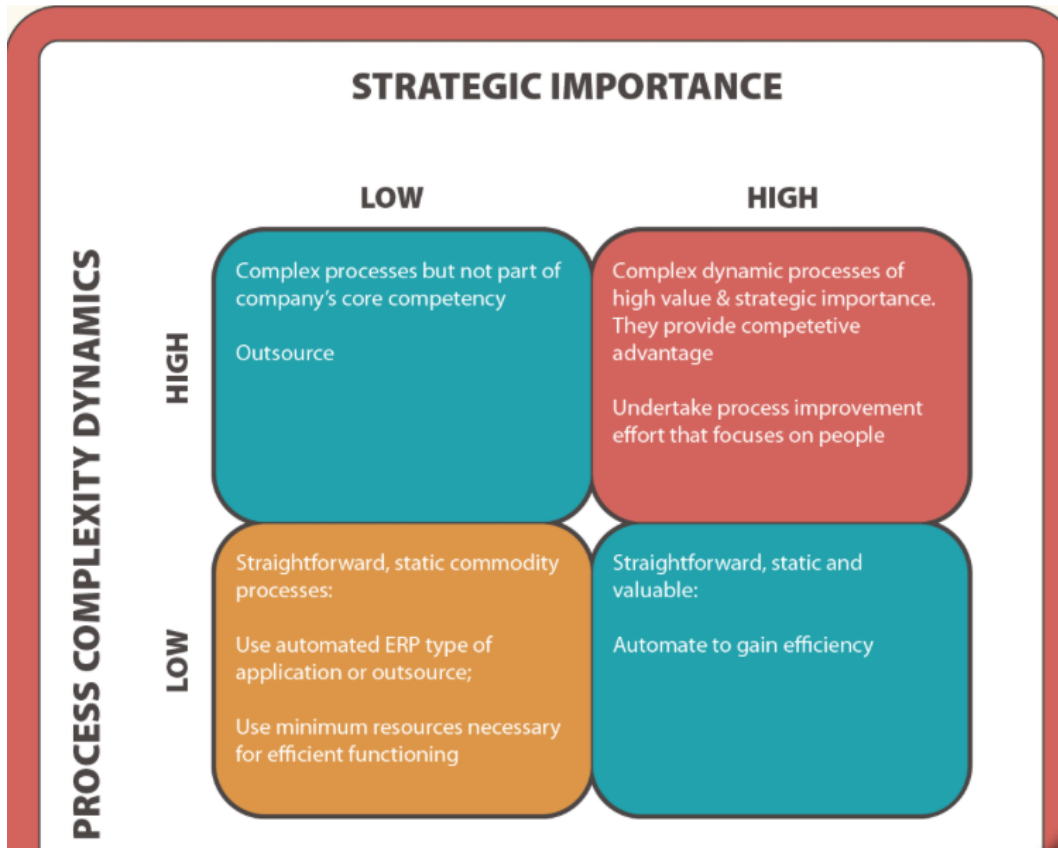 STRATEGIC IMPORTANCE
LOW
HIGH
PROCESS COMPLEXITY DYNAMICS
HIGH
Complex processes but not part of
company's core competency
Outsource
Complex dynamic processes of
high value & strategic importance.
They provide competetive
advantage
Undertake process improvement
effort that focuses on people
LOW
Straightforward, static commodity
processes:
Use automated ERP type of
application or outsource;
Use minimum resources necessary
for efficient functioning
Straightforward, static and
valuable:
Automate to gain efficiency